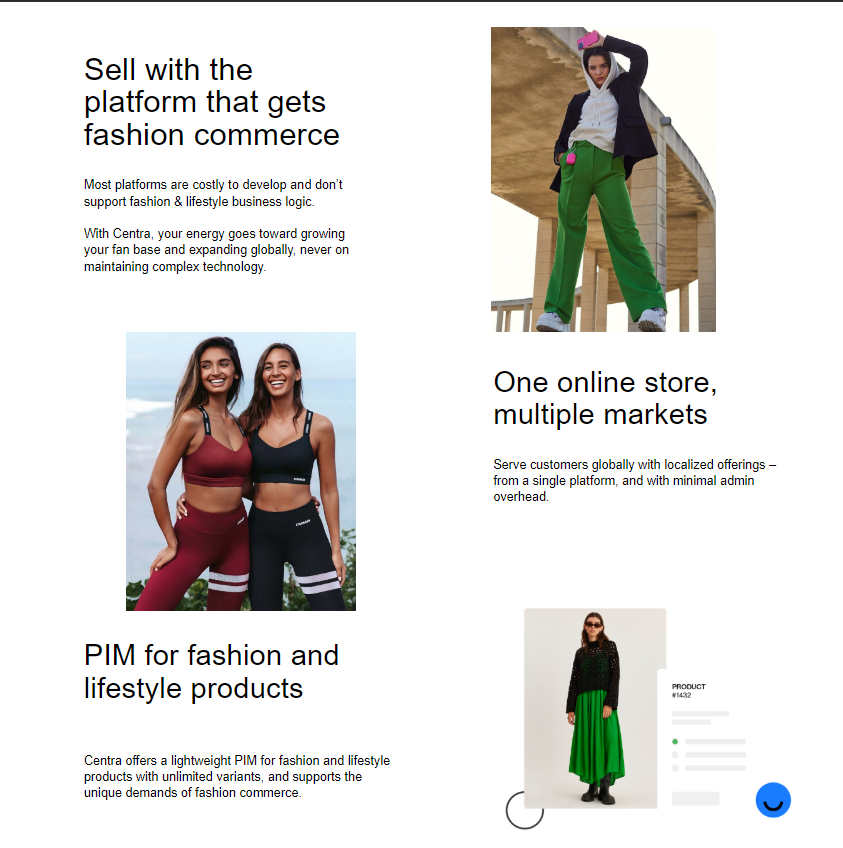 Sell with the
platform that gets
fashion commerce
Most platforms are costly to develop and don't
support fashion & lifestyle business logic.
With Centra, your energy goes toward growing
your fan base and expanding globally, never on
maintaining complex technology.
One online store,
multiple markets
Serve customers globally with localized offerings –
from a single platform, and with minimal admin
overhead.
PIM for fashion and
lifestyle products
Centra offers a lightweight PIM for fashion and lifestyle
products with unlimited variants, and supports the
unique demands of fashion commerce.
PRODUCT
#1432